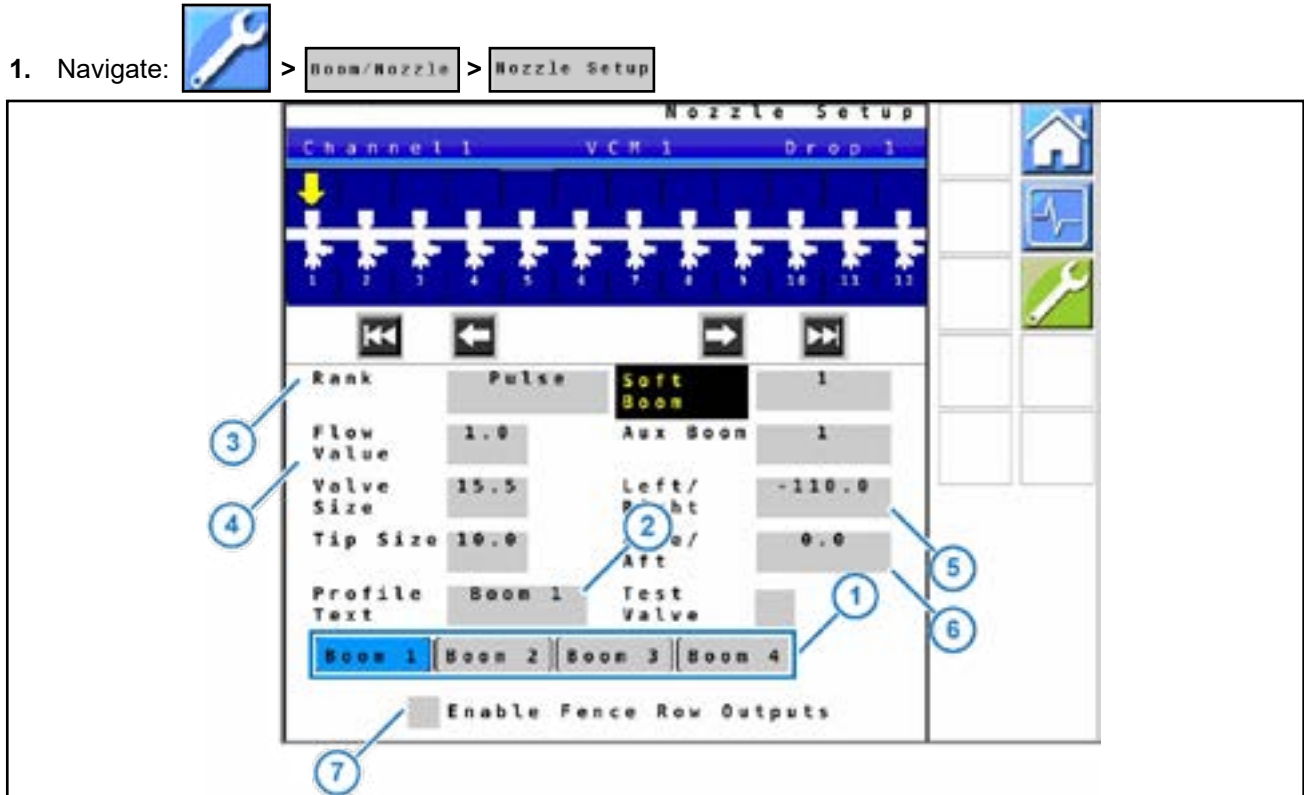 1. Navigate: > Boom/Nozzle > Nozzle Setup
Nozzle Setup
Channel 1 VCM 1 Drop 1
1 2 3 4 5 6 7 8 9 10 11 12
Rank Pulse Soft Boom 1
Flow Value 1.0 Aux Boom 1
Valve Size 15.5 Left/ -110.0
Tip Size 10.0 Aft 0.0
Profile Text Boom 1 Test Valve
Boom 1 Boom 2 Boom 3 Boom 4
Enable Fence Row Outputs
3
4
2
1
5
6
7